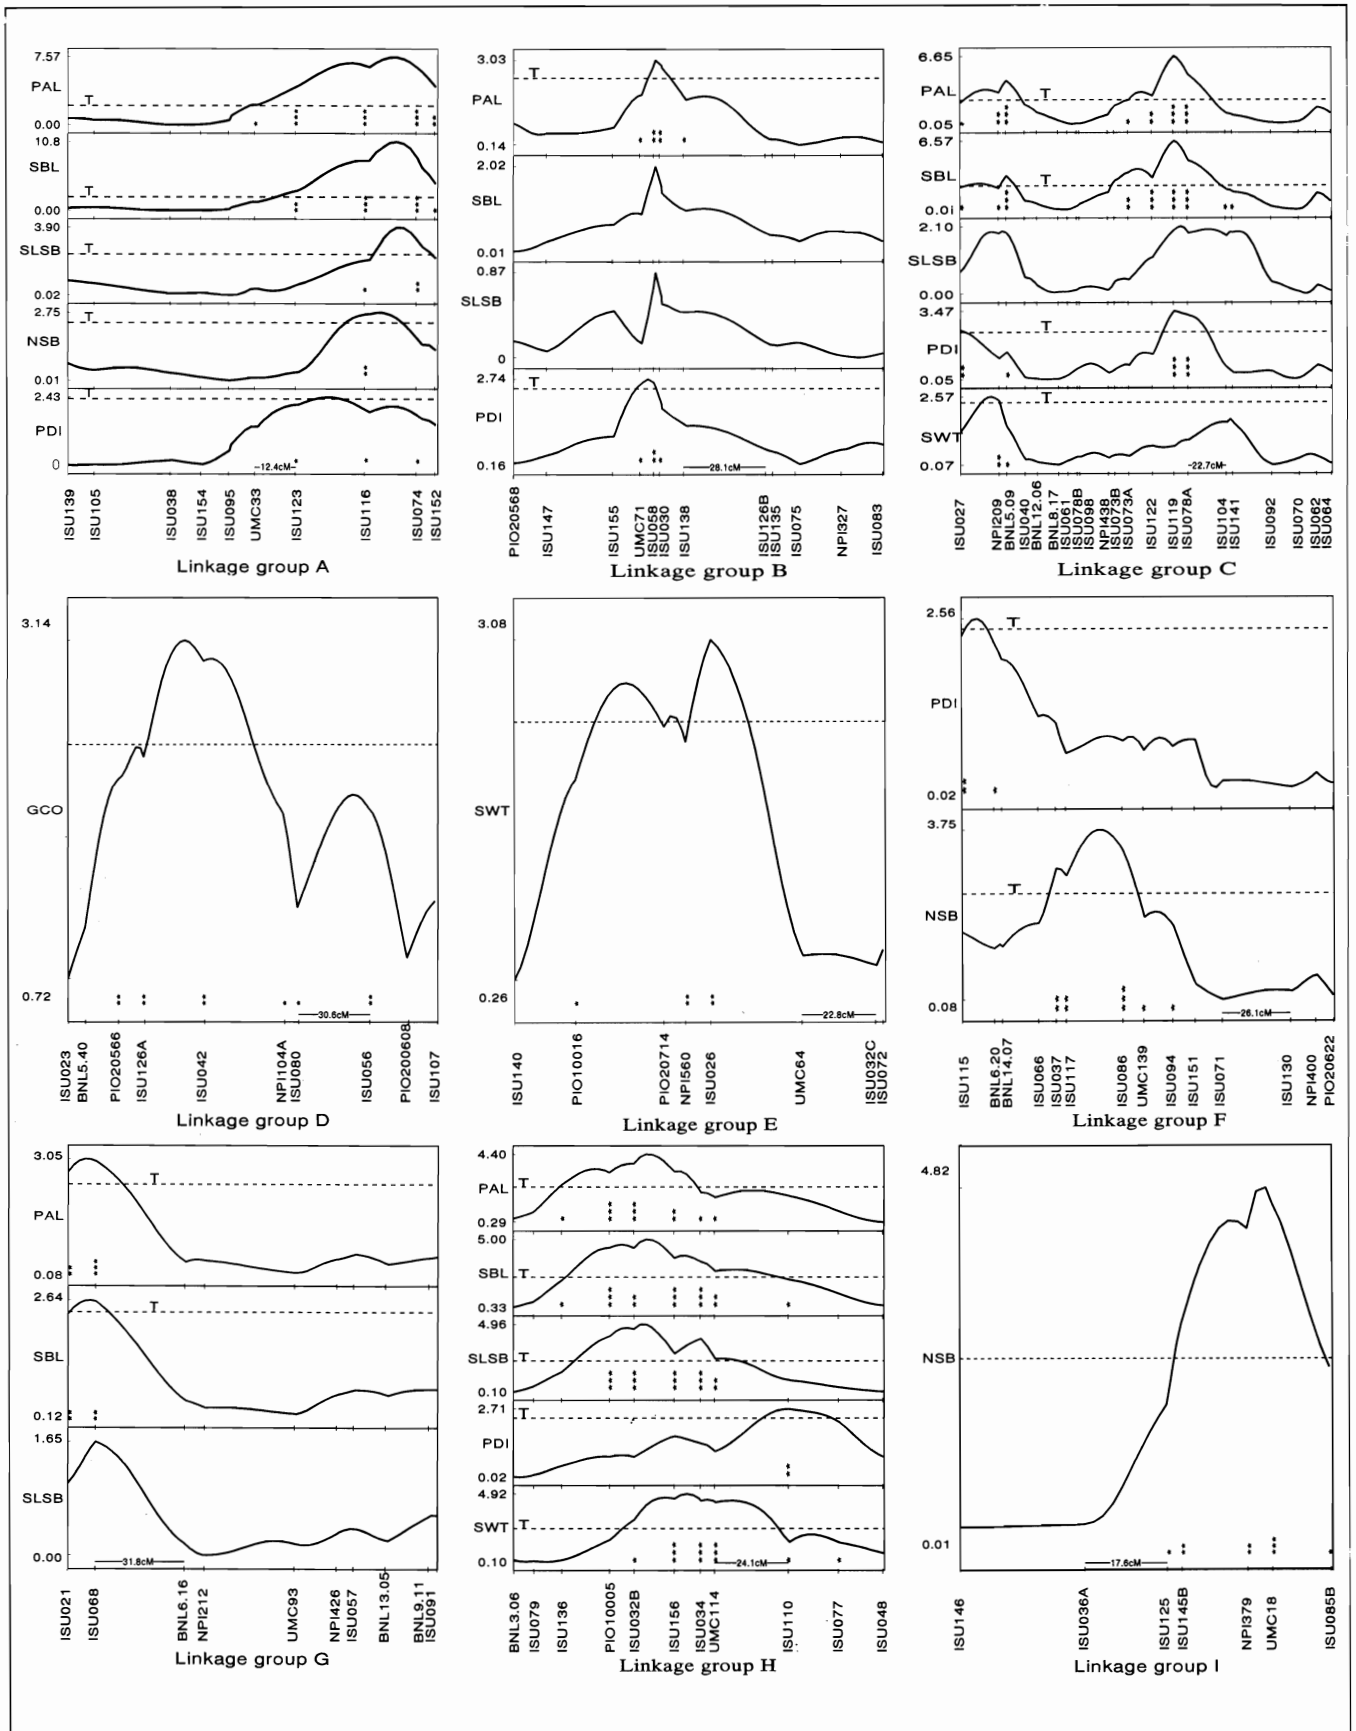 7.57
PAL
T
0.00
10.8
SBL
T
0.00
3.90
SLSB
T
0.02
2.75
T
NSB
0.01
2.43
T
PDI
0
12.4cM
ISU139
ISU105
ISU038
ISU154
ISU095
UMC33
ISU123
ISU116
ISU074
ISU152
Linkage group A
3.03
T
PAL
0.14
2.02
SBL
0.01
0.87
SLSB
0
2.74
T
PDI
0.16
28.1cM
PIO20568
ISU147
ISU155
UMC71
ISU058
ISU030
ISU138
ISU126B
ISU135
ISU075
NPI327
ISU083
Linkage group B
6.65
PAL
T
0.05
6.57
SBL
T
0.01
2.10
SLSB
0.00
3.47
T
PDI
0.05
2.57
T
SWT
0.07
22.7cM
ISU027
NPI209
BNL5.09
ISU040
BNL12.06
BNL8.17
ISU061
ISU078B
ISU098
NPI438
ISU073B
ISU073A
ISU122
ISU119
ISU078A
ISU104
ISU141
ISU092
ISU070
ISU062
ISU064
Linkage group C
3.14
GCO
0.72
30.6cM
ISU023
BNL5.40
PIO20566
ISU126A
ISU042
NPI104A
ISU080
ISU056
PIO200608
ISU107
Linkage group D
3.08
SWT
0.26
22.8cM
ISU140
PIO10016
PIO20714
NPI560
ISU026
UMC64
ISU032C
ISU072
Linkage group E
2.56
T
PDI
0.02
3.75
T
NSB
0.08
26.1cM
ISU115
BNL6.20
BNL14.07
ISU066
ISU037
ISU117
ISU086
UMC139
ISU094
ISU151
ISU071
ISU130
NPI400
PIO20622
Linkage group F
3.05
T
PAL
0.08
2.64
T
SBL
0.12
1.65
SLSB
0.00
31.8cM
ISU021
ISU068
BNL6.16
NPI212
UMC93
NPI426
ISU057
BNL13.05
BNL9.11
ISU091
Linkage group G
4.40
PAL T
0.29
5.00
SBL T
0.33
4.96
SLSB T
0.10
2.71
T
PDI
0.02
4.92
SWT T
0.10
24.1cM
BNL3.06
ISU079
ISU136
PIO10005
ISU032B
ISU156
ISU034
UMC114
ISU110
ISU077
ISU048
Linkage group H
4.82
NSB
0.01
17.6cM
ISU146
ISU036A
ISU125
ISU145B
NPI379
UMC18
ISU085B
Linkage group I